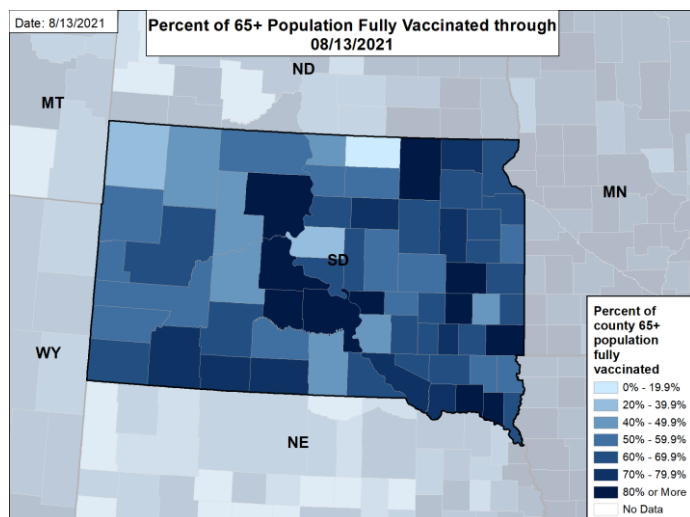 Date: 8/13/2021
Percent of 65+ Population Fully Vaccinated through
08/13/2021
ND
MT
MN
SD
WY
NE
Percent of
county 65+
population
fully
vaccinated
0% - 19.9%
20% - 39.9%
40% - 49.9%
50% - 59.9%
60% - 69.9%
70% - 79.9%
80% or More
No Data